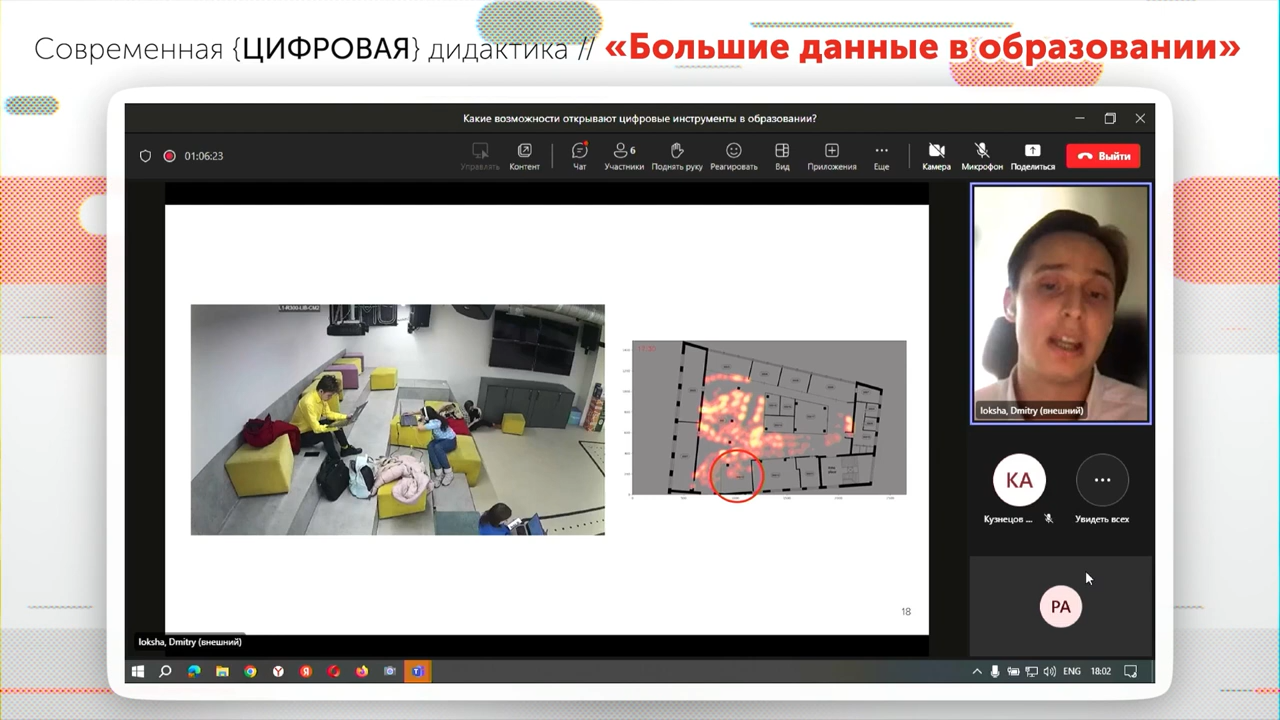 Современная {ЦИФРОВАЯ} дидактика // «Большие данные в образовании»
Какие возможности открывают цифровые инструменты в образовании?
01:06:23
Управлять
Контент
Чат
6
Участники
Поднять руку
Реагировать
Вид
Приложения
Еще
Камера
Микрофон
Поделиться
Выйти
Ioksha, Dmitry (внешний)
КА
Кузнецов ...
Увидеть всех
РА
18
Ioksha, Dmitry (внешний)
ENG
18:02